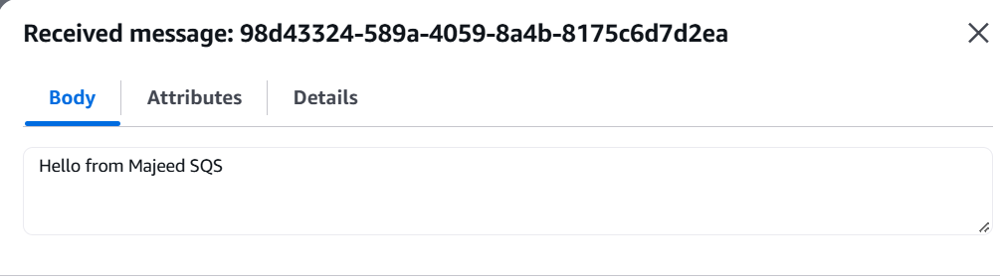 Received message: 98d43324-589a-4059-8a4b-8175c6d7d2ea
Body
Attributes
Details
Hello from Majeed SQS